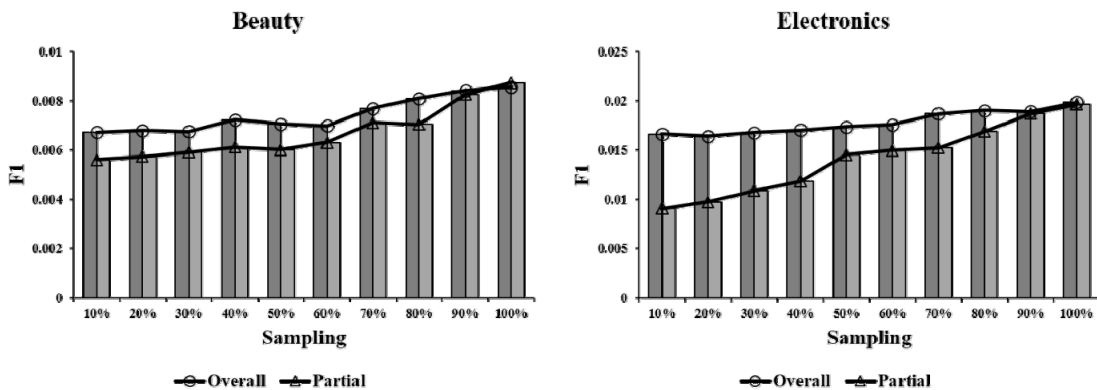 Beauty
0.01
0.008
0.006
0.004
0.002
0
F1
10% 20% 30% 40% 50% 60% 70% 80% 90% 100%
Sampling
Overall Partial
Electronics
0.025
0.02
0.015
0.01
0.005
0
F1
10% 20% 30% 40% 50% 60% 70% 80% 90% 100%
Sampling
Overall Partial